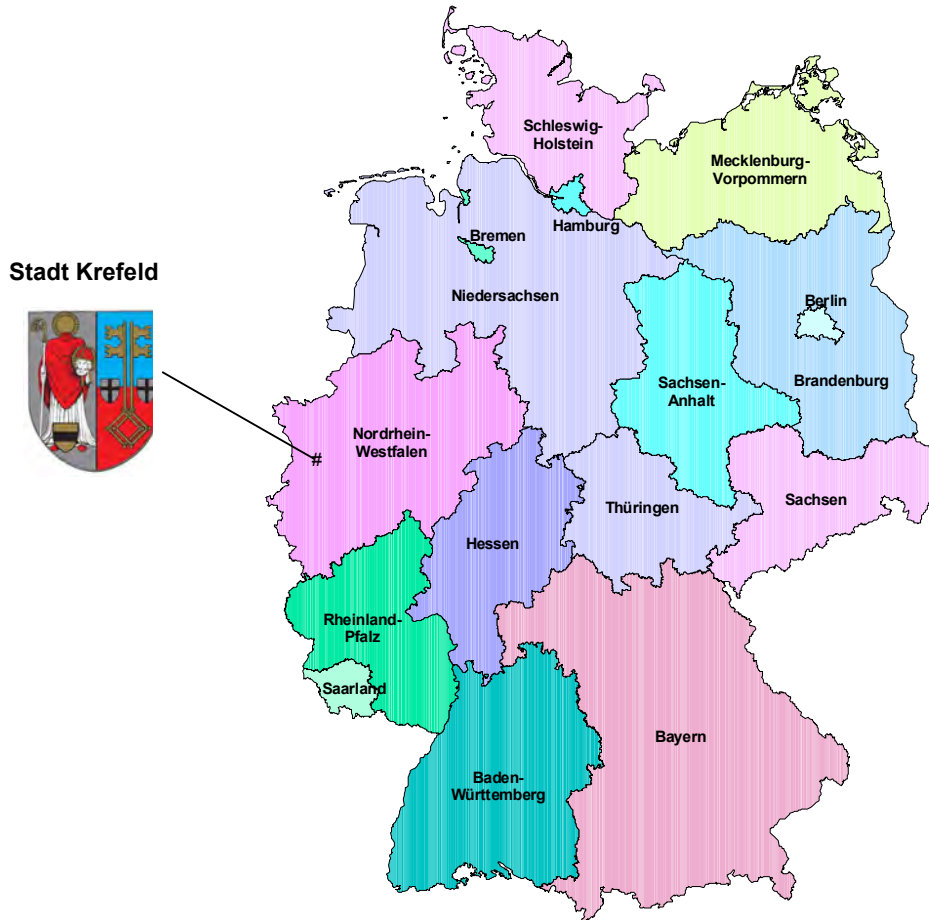 Schleswig-
Holstein
Mecklenburg-
Vorpommern
Hamburg
Bremen
Stadt Krefeld
Niedersachsen
Berlin
Sachsen-
Anhalt
Brandenburg
Nordrhein-
Westfalen
#
Sachsen
Thüringen
Hessen
Rheinland-
Pfalz
Saarland
Bayern
Baden-
Württemberg